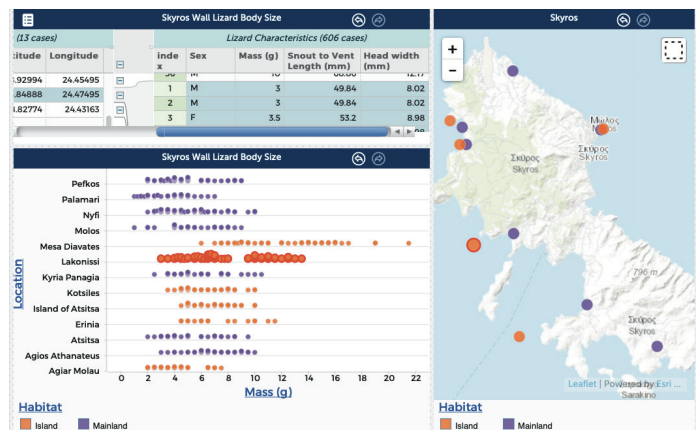 Skyros Wall Lizard Body Size
(13 cases)
Lizard Characteristics (606 cases)
Longitude
inde
x
Sex
Mass (g)
Snout to Vent
Length (mm)
Head width
(mm)
24.45495
.84888 24.47495 1 M 3 49.84 8.02
.82774 24.43163 2 M 3 49.84 8.02
3 F 3.5 53.2 8.98
Skyros Wall Lizard Body Size
Location
Pefkos
Palamari
Nyfi
Molos
Mesa Diavates
Lakonissi
Kyria Panagia
Kotsiles
Island of Atsitsa
Erinia
Atsitsa
Agios Athanateus
Agiar Molau
0 2 4 6 8 10 12 14 16 18 20 22
Mass (g)
Habitat
Island Mainland
Skyros
+
−
Μώλος
Σκύρος
Skyros
Σκύρος
Skyros
796 m
Σκύρος
Skyros
Leaflet | Powered by Esri ...
Sarakino
Habitat
Island Mainland